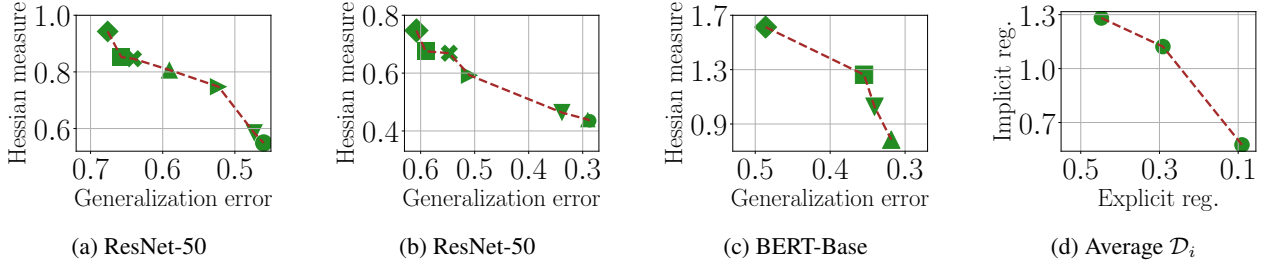 Hessian measure
1.0
0.8
0.6
0.7 0.6 0.5
Generalization error
(a) ResNet-50
Hessian measure
0.8
0.6
0.4
0.6 0.5 0.4 0.3
Generalization error
(b) ResNet-50
Hessian measure
1.6
1.3
0.9
0.5 0.4 0.3
Generalization error
(c) BERT-Base
Implicit reg.
1.3
1.0
0.7
0.5 0.3 0.1
Explicit reg.
(d) Average 𝒟ᵢ